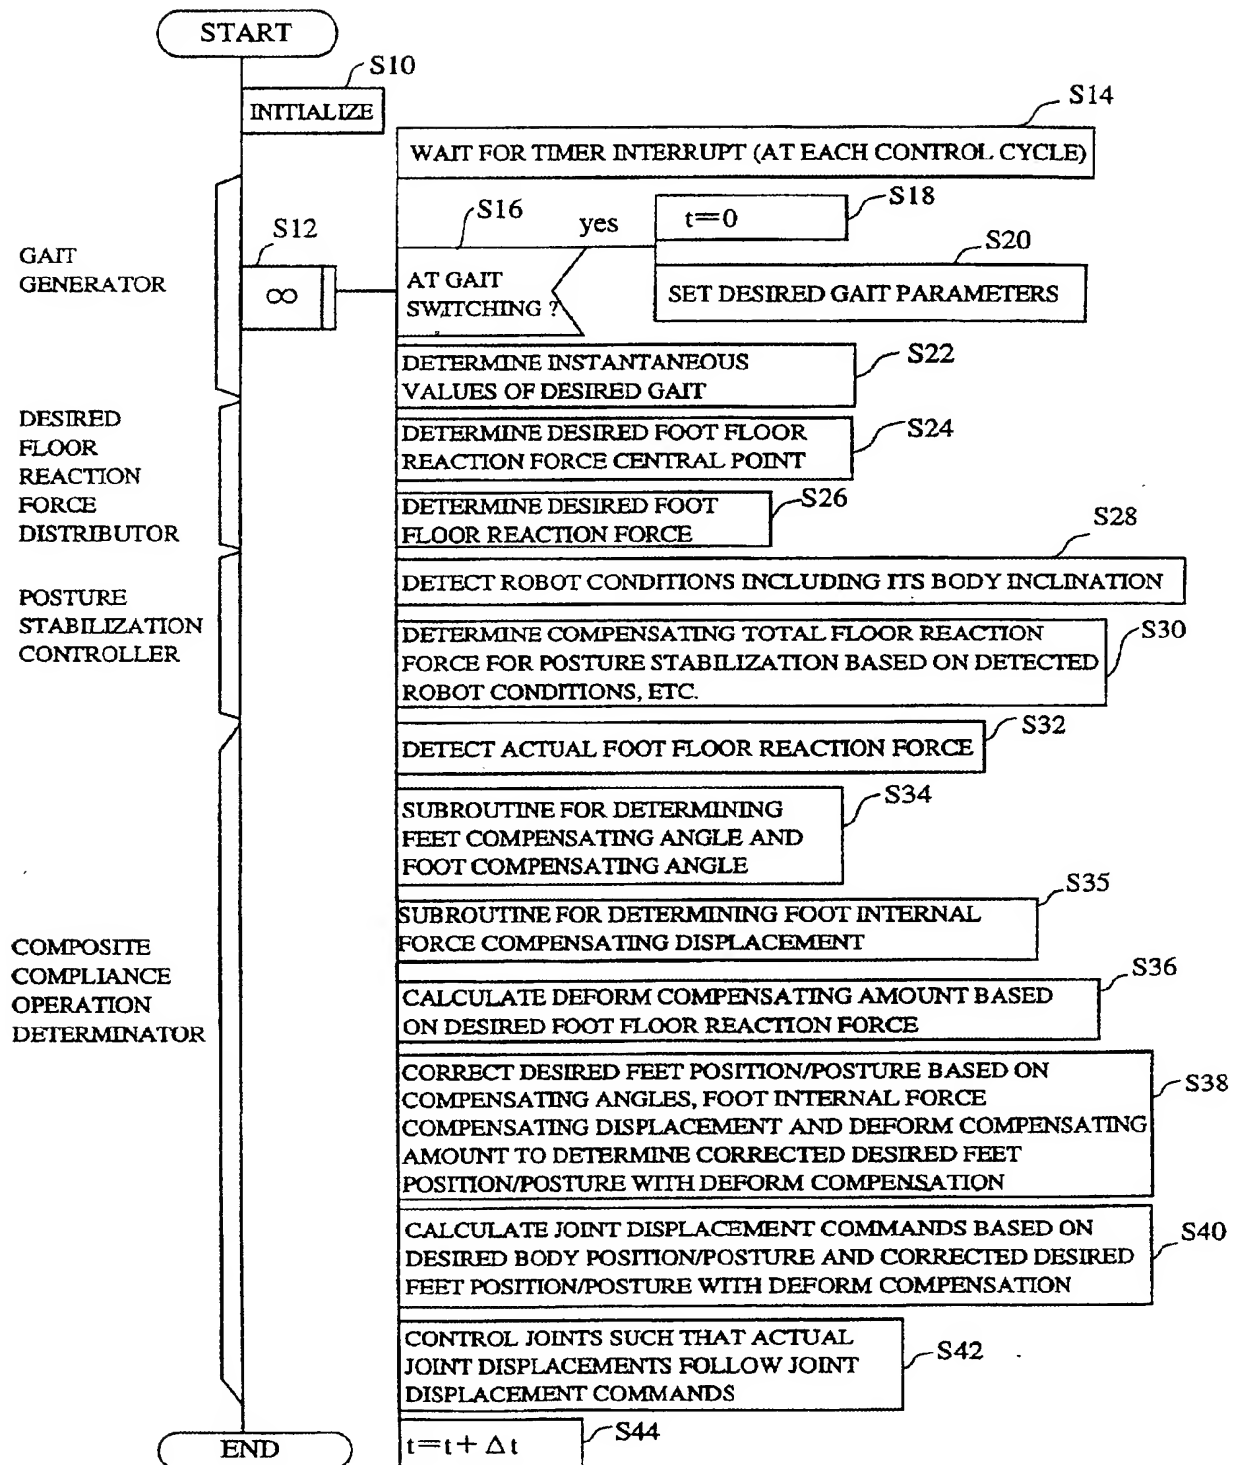 START
S10
INITIALIZE
S14
WAIT FOR TIMER INTERRUPT (AT EACH CONTROL CYCLE)
GAIT
GENERATOR
S12
∞
S16
AT GAIT
SWITCHING ?
yes
S18
t=0
S20
SET DESIRED GAIT PARAMETERS
S22
DETERMINE INSTANTANEOUS
VALUES OF DESIRED GAIT
DESIRED
FLOOR
REACTION
FORCE
DISTRIBUTOR
S24
DETERMINE DESIRED FOOT FLOOR
REACTION FORCE CENTRAL POINT
S26
DETERMINE DESIRED FOOT
FLOOR REACTION FORCE
POSTURE
STABILIZATION
CONTROLLER
S28
DETECT ROBOT CONDITIONS INCLUDING ITS BODY INCLINATION
S30
DETERMINE COMPENSATING TOTAL FLOOR REACTION
FORCE FOR POSTURE STABILIZATION BASED ON DETECTED
ROBOT CONDITIONS, ETC.
COMPOSITE
COMPLIANCE
OPERATION
DETERMINATOR
S32
DETECT ACTUAL FOOT FLOOR REACTION FORCE
S34
SUBROUTINE FOR DETERMINING
FEET COMPENSATING ANGLE AND
FOOT COMPENSATING ANGLE
S35
SUBROUTINE FOR DETERMINING FOOT INTERNAL
FORCE COMPENSATING DISPLACEMENT
S36
CALCULATE DEFORM COMPENSATING AMOUNT BASED
ON DESIRED FOOT FLOOR REACTION FORCE
S38
CORRECT DESIRED FEET POSITION/POSTURE BASED ON
COMPENSATING ANGLES, FOOT INTERNAL FORCE
COMPENSATING DISPLACEMENT AND DEFORM COMPENSATING
AMOUNT TO DETERMINE CORRECTED DESIRED FEET
POSITION/POSTURE WITH DEFORM COMPENSATION
S40
CALCULATE JOINT DISPLACEMENT COMMANDS BASED ON
DESIRED BODY POSITION/POSTURE AND CORRECTED DESIRED
FEET POSITION/POSTURE WITH DEFORM COMPENSATION
S42
CONTROL JOINTS SUCH THAT ACTUAL
JOINT DISPLACEMENTS FOLLOW JOINT
DISPLACEMENT COMMANDS
S44
t=t+ Δt
END